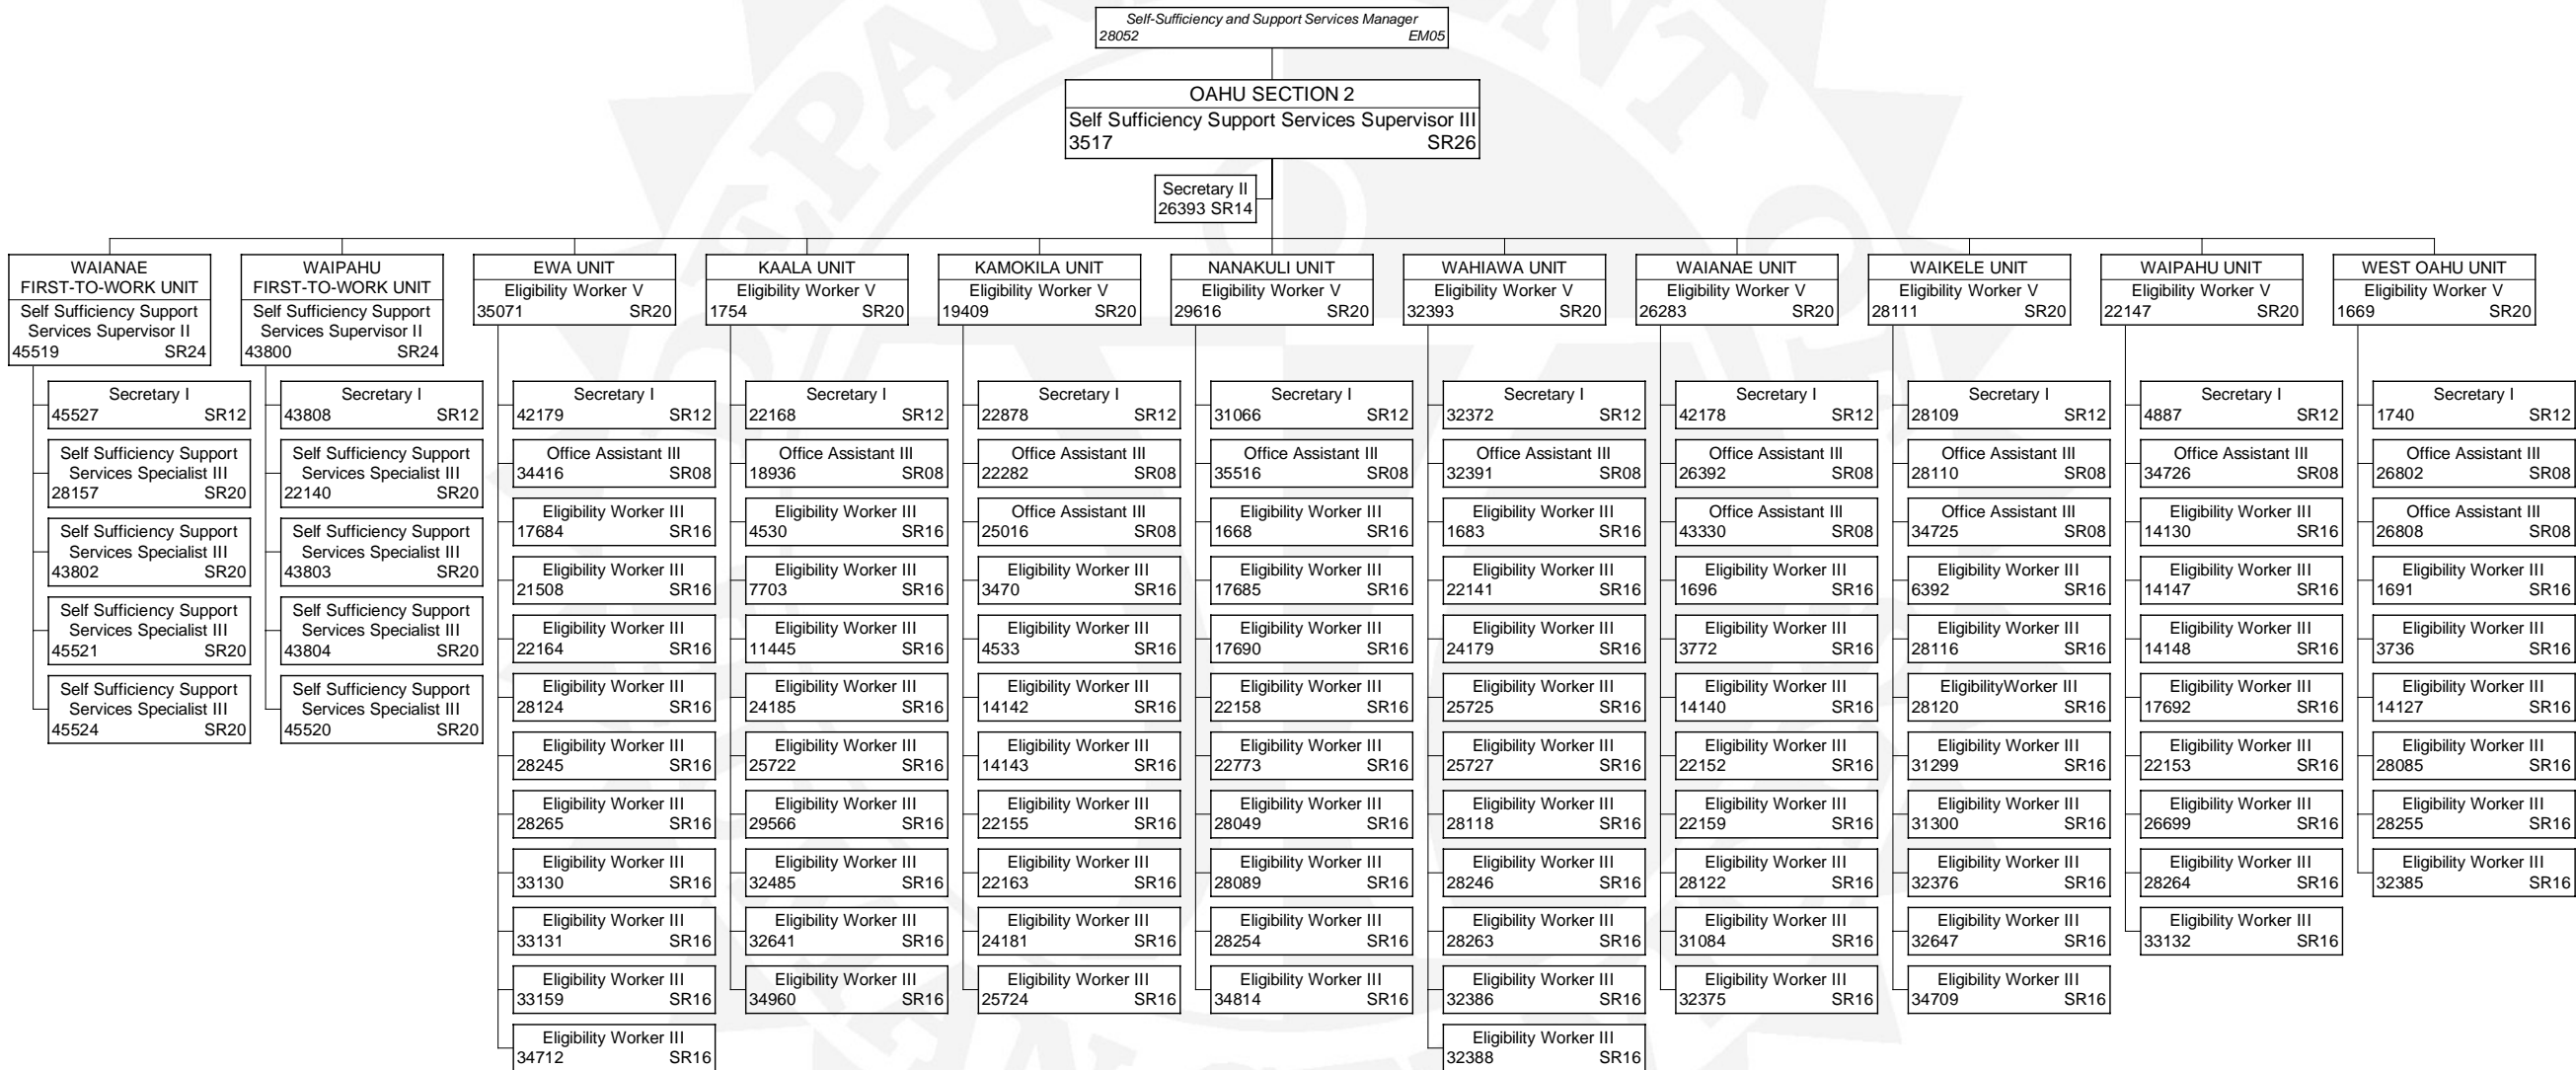 Self-Sufficiency and Support Services Manager
28052 EM05
OAHU SECTION 2
Self Sufficiency Support Services Supervisor III
3517 SR26
Secretary II
26393 SR14
WAIANAE
FIRST-TO-WORK UNIT
Self Sufficiency Support
Services Supervisor II
45519 SR24
Secretary I
45527 SR12
Self Sufficiency Support
Services Specialist III
28157 SR20
Self Sufficiency Support
Services Specialist III
43802 SR20
Self Sufficiency Support
Services Specialist III
45521 SR20
Self Sufficiency Support
Services Specialist III
45524 SR20
WAIPAHU
FIRST-TO-WORK UNIT
Self Sufficiency Support
Services Supervisor II
43800 SR24
Secretary I
43808 SR12
Self Sufficiency Support
Services Specialist III
22140 SR20
Self Sufficiency Support
Services Specialist III
43803 SR20
Self Sufficiency Support
Services Specialist III
43804 SR20
Self Sufficiency Support
Services Specialist III
45520 SR20
EWA UNIT
Eligibility Worker V
35071 SR20
Secretary I
42179 SR12
Office Assistant III
34416 SR08
Eligibility Worker III
17684 SR16
Eligibility Worker III
21508 SR16
Eligibility Worker III
22164 SR16
Eligibility Worker III
28124 SR16
Eligibility Worker III
28245 SR16
Eligibility Worker III
28265 SR16
Eligibility Worker III
33130 SR16
Eligibility Worker III
33131 SR16
Eligibility Worker III
33159 SR16
Eligibility Worker III
34712 SR16
KAALA UNIT
Eligibility Worker V
1754 SR20
Secretary I
22168 SR12
Office Assistant III
18936 SR08
Eligibility Worker III
4530 SR16
Eligibility Worker III
7703 SR16
Eligibility Worker III
11445 SR16
Eligibility Worker III
24185 SR16
Eligibility Worker III
25722 SR16
Eligibility Worker III
29566 SR16
Eligibility Worker III
32485 SR16
Eligibility Worker III
32641 SR16
Eligibility Worker III
34960 SR16
KAMOKILA UNIT
Eligibility Worker V
19409 SR20
Secretary I
22878 SR12
Office Assistant III
22282 SR08
Office Assistant III
25016 SR08
Eligibility Worker III
3470 SR16
Eligibility Worker III
4533 SR16
Eligibility Worker III
14142 SR16
Eligibility Worker III
14143 SR16
Eligibility Worker III
22155 SR16
Eligibility Worker III
22163 SR16
Eligibility Worker III
24181 SR16
Eligibility Worker III
25724 SR16
NANAKULI UNIT
Eligibility Worker V
29616 SR20
Secretary I
31066 SR12
Office Assistant III
35516 SR08
Eligibility Worker III
1668 SR16
Eligibility Worker III
17685 SR16
Eligibility Worker III
17690 SR16
Eligibility Worker III
22158 SR16
Eligibility Worker III
22773 SR16
Eligibility Worker III
28049 SR16
Eligibility Worker III
28089 SR16
Eligibility Worker III
28254 SR16
Eligibility Worker III
34814 SR16
WAHIAWA UNIT
Eligibility Worker V
32393 SR20
Secretary I
32372 SR12
Office Assistant III
32391 SR08
Eligibility Worker III
1683 SR16
Eligibility Worker III
22141 SR16
Eligibility Worker III
24179 SR16
Eligibility Worker III
25725 SR16
Eligibility Worker III
25727 SR16
Eligibility Worker III
28118 SR16
Eligibility Worker III
28246 SR16
Eligibility Worker III
28263 SR16
Eligibility Worker III
32386 SR16
Eligibility Worker III
32388 SR16
WAIANAE UNIT
Eligibility Worker V
26283 SR20
Secretary I
42178 SR12
Office Assistant III
26392 SR08
Office Assistant III
43330 SR08
Eligibility Worker III
1696 SR16
Eligibility Worker III
3772 SR16
Eligibility Worker III
14140 SR16
Eligibility Worker III
22152 SR16
Eligibility Worker III
22159 SR16
Eligibility Worker III
28122 SR16
Eligibility Worker III
31084 SR16
Eligibility Worker III
32375 SR16
WAIKELE UNIT
Eligibility Worker V
28111 SR20
Secretary I
28109 SR12
Office Assistant III
28110 SR08
Office Assistant III
34725 SR08
Eligibility Worker III
6392 SR16
Eligibility Worker III
28116 SR16
EligibilityWorker III
28120 SR16
Eligibility Worker III
31299 SR16
Eligibility Worker III
31300 SR16
Eligibility Worker III
32376 SR16
Eligibility Worker III
32647 SR16
Eligibility Worker III
34709 SR16
WAIPAHU UNIT
Eligibility Worker V
22147 SR20
Secretary I
4887 SR12
Office Assistant III
34726 SR08
Eligibility Worker III
14130 SR16
Eligibility Worker III
14147 SR16
Eligibility Worker III
14148 SR16
Eligibility Worker III
17692 SR16
Eligibility Worker III
22153 SR16
Eligibility Worker III
26699 SR16
Eligibility Worker III
28264 SR16
Eligibility Worker III
33132 SR16
WEST OAHU UNIT
Eligibility Worker V
1669 SR20
Secretary I
1740 SR12
Office Assistant III
26802 SR08
Office Assistant III
26808 SR08
Eligibility Worker III
1691 SR16
Eligibility Worker III
3736 SR16
Eligibility Worker III
14127 SR16
Eligibility Worker III
28085 SR16
Eligibility Worker III
28255 SR16
Eligibility Worker III
32385 SR16